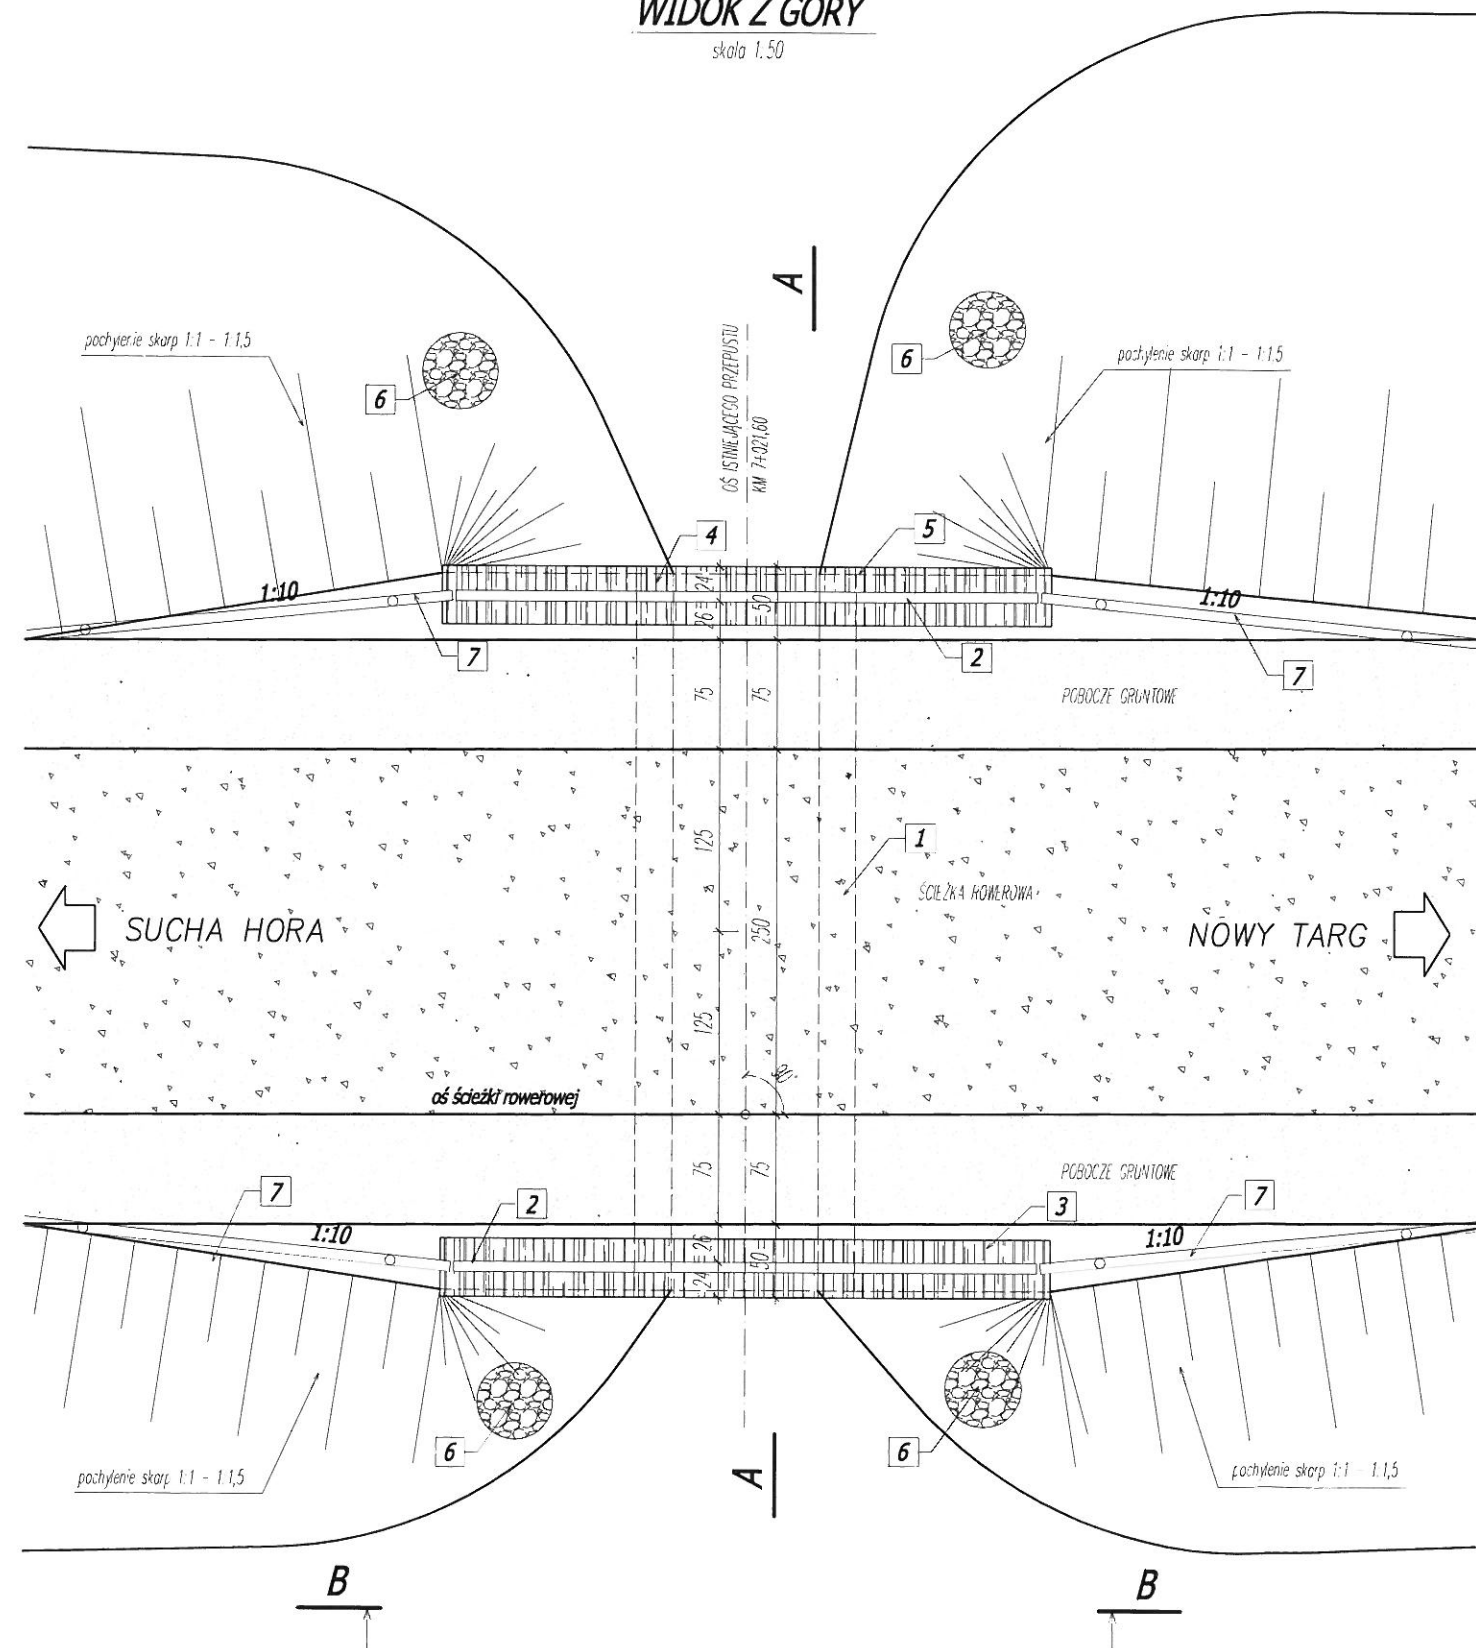 WIDOK Z GÓRY
skala 1:50
A
pochylenie skarp 1:1 - 1:1,5
6
6
pochylenie skarp 1:1 - 1:1,5
OŚ ISTNIEJĄCEGO PRZEPUSTU
KM 7+021,60
4
5
24
50
26
1:10
1:10
7
2
7
75
75
POBOCZE GRUNTOWE
125
1
ŚCIEŻKA ROWEROWA
SUCHA HORA
250
NOWY TARG
125
90°
oś ścieżki rowerowej
75
75
POBOCZE GRUNTOWE
7
2
3
7
1:10
26
50
24
1:10
6
6
pochylenie skarp 1:1 - 1:1,5
A
pochylenie skarp 1:1 - 1:1,5
B
B